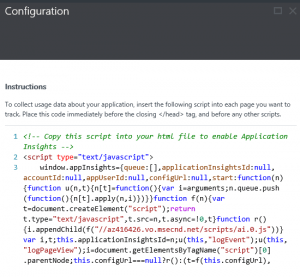 Configuration
Instructions
To collect usage data about your application, insert the following script into each page you want to
track. Place this code immediately before the closing </head> tag, and before any other scripts.
1 <!-- Copy this script into your html file to enable Application
Insights -->
2 <script type="text/javascript">
3 window.appInsights={queue:[],applicationInsightsId:null,
accountId:null,appUserId:null,configUrl:null,start:function(n)
{function u(n,t){n[t]=function(){var i=arguments;n.queue.push
(function(){n[t].apply(n,i)})}}function f(n){var
t=document.createElement("script");return
t.type="text/javascript",t.src=n,t.async=!0,t}function r()
{i.appendChild(f("//az416426.vo.msecnd.net/scripts/ai.0.js"))}
var i,t;this.applicationInsightsId=n;u(this,"logEvent");u(this,
"logPageView");i=document.getElementsByTagName("script")[0]
.parentNode;this.configUrl===null?r():(t=f(this.configUrl),